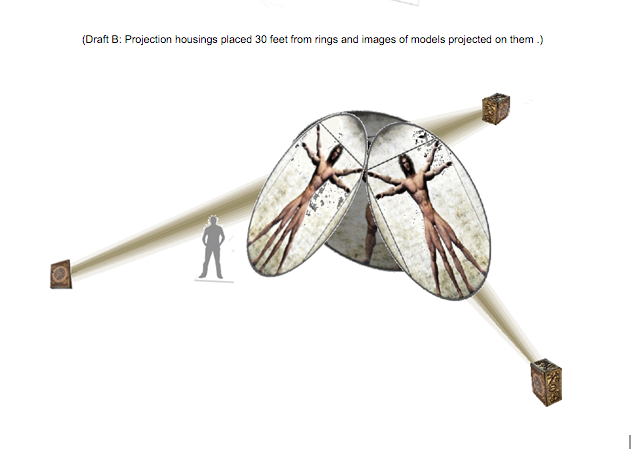 (Draft B: Projection housings placed 30 feet from rings and images of models projected on them .)